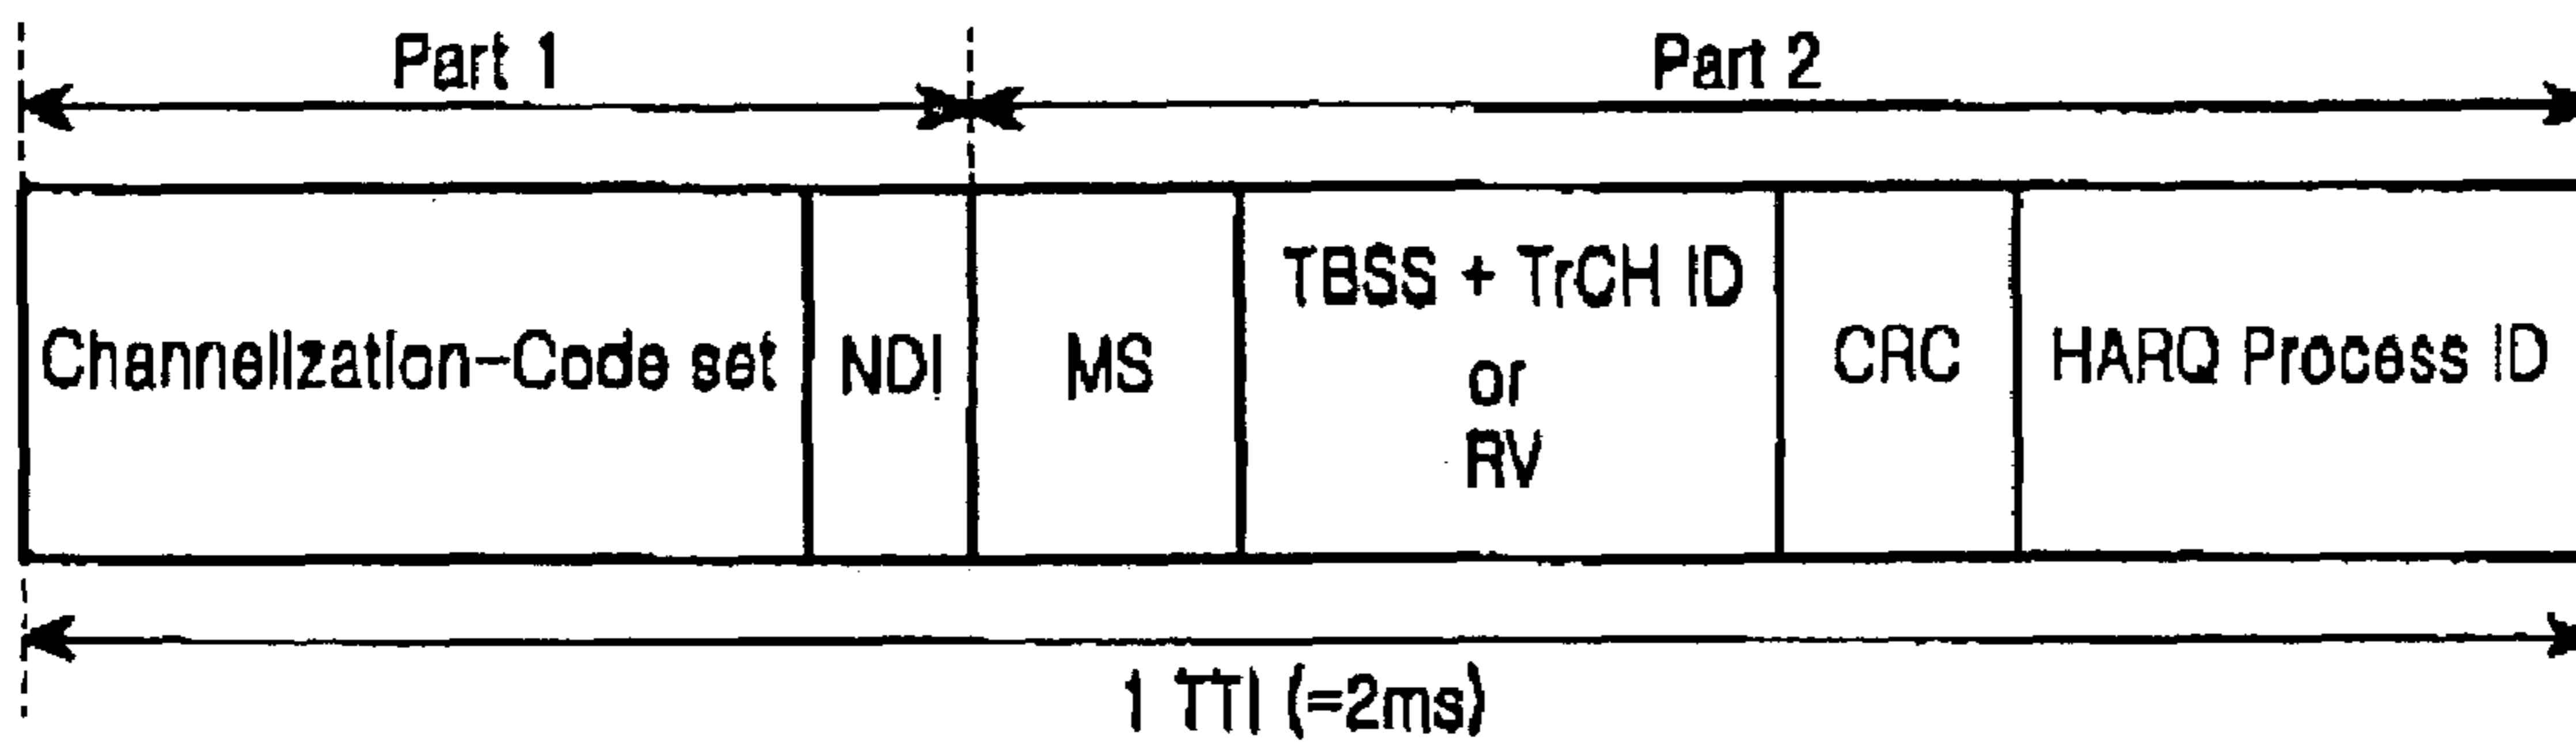 Part 1
Part 2
Channelization-Code set
NDI
MS
TBSS + TrCH ID
or
RV
CRC
HARQ Process ID
1 TTI (=2ms)